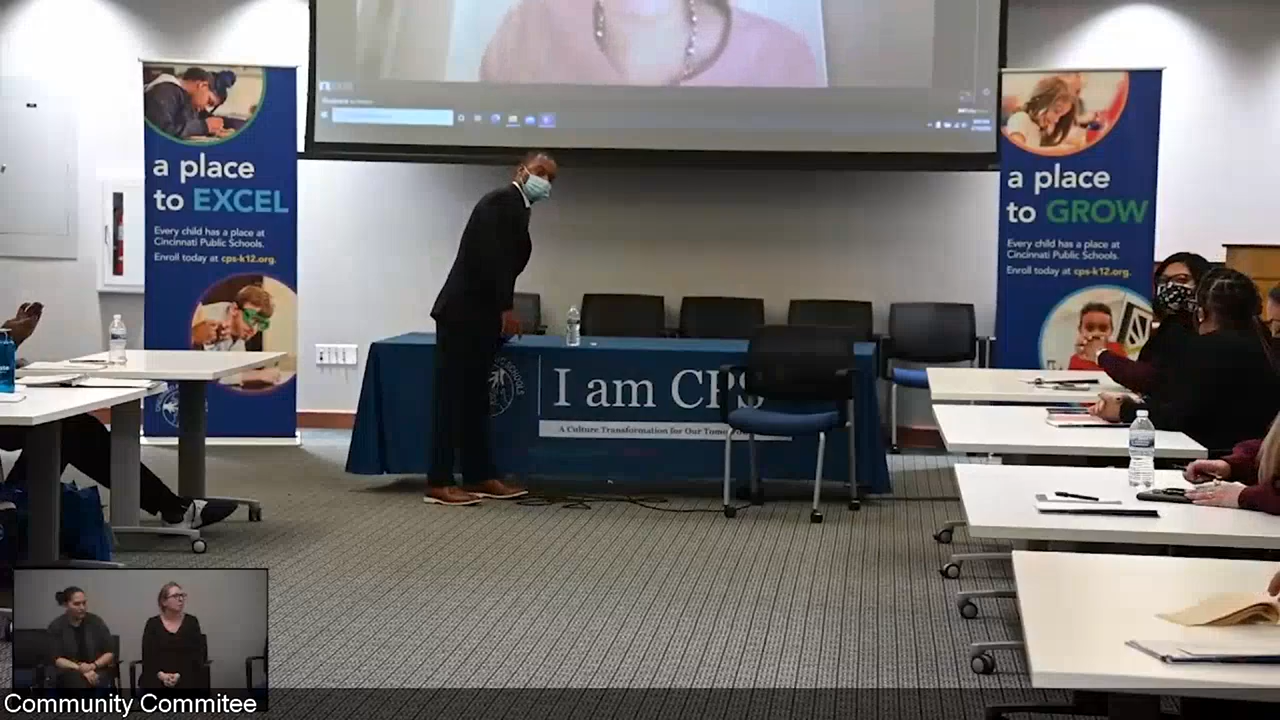 a place
to EXCEL
Every child has a place at
Cincinnati Public Schools.
Enroll today at cps-k12.org.
a place
to GROW
Every child has a place at
Cincinnati Public Schools.
Enroll today at cps-k12.org.
I am CPS
A Culture Transformation for Our
Community Commitee